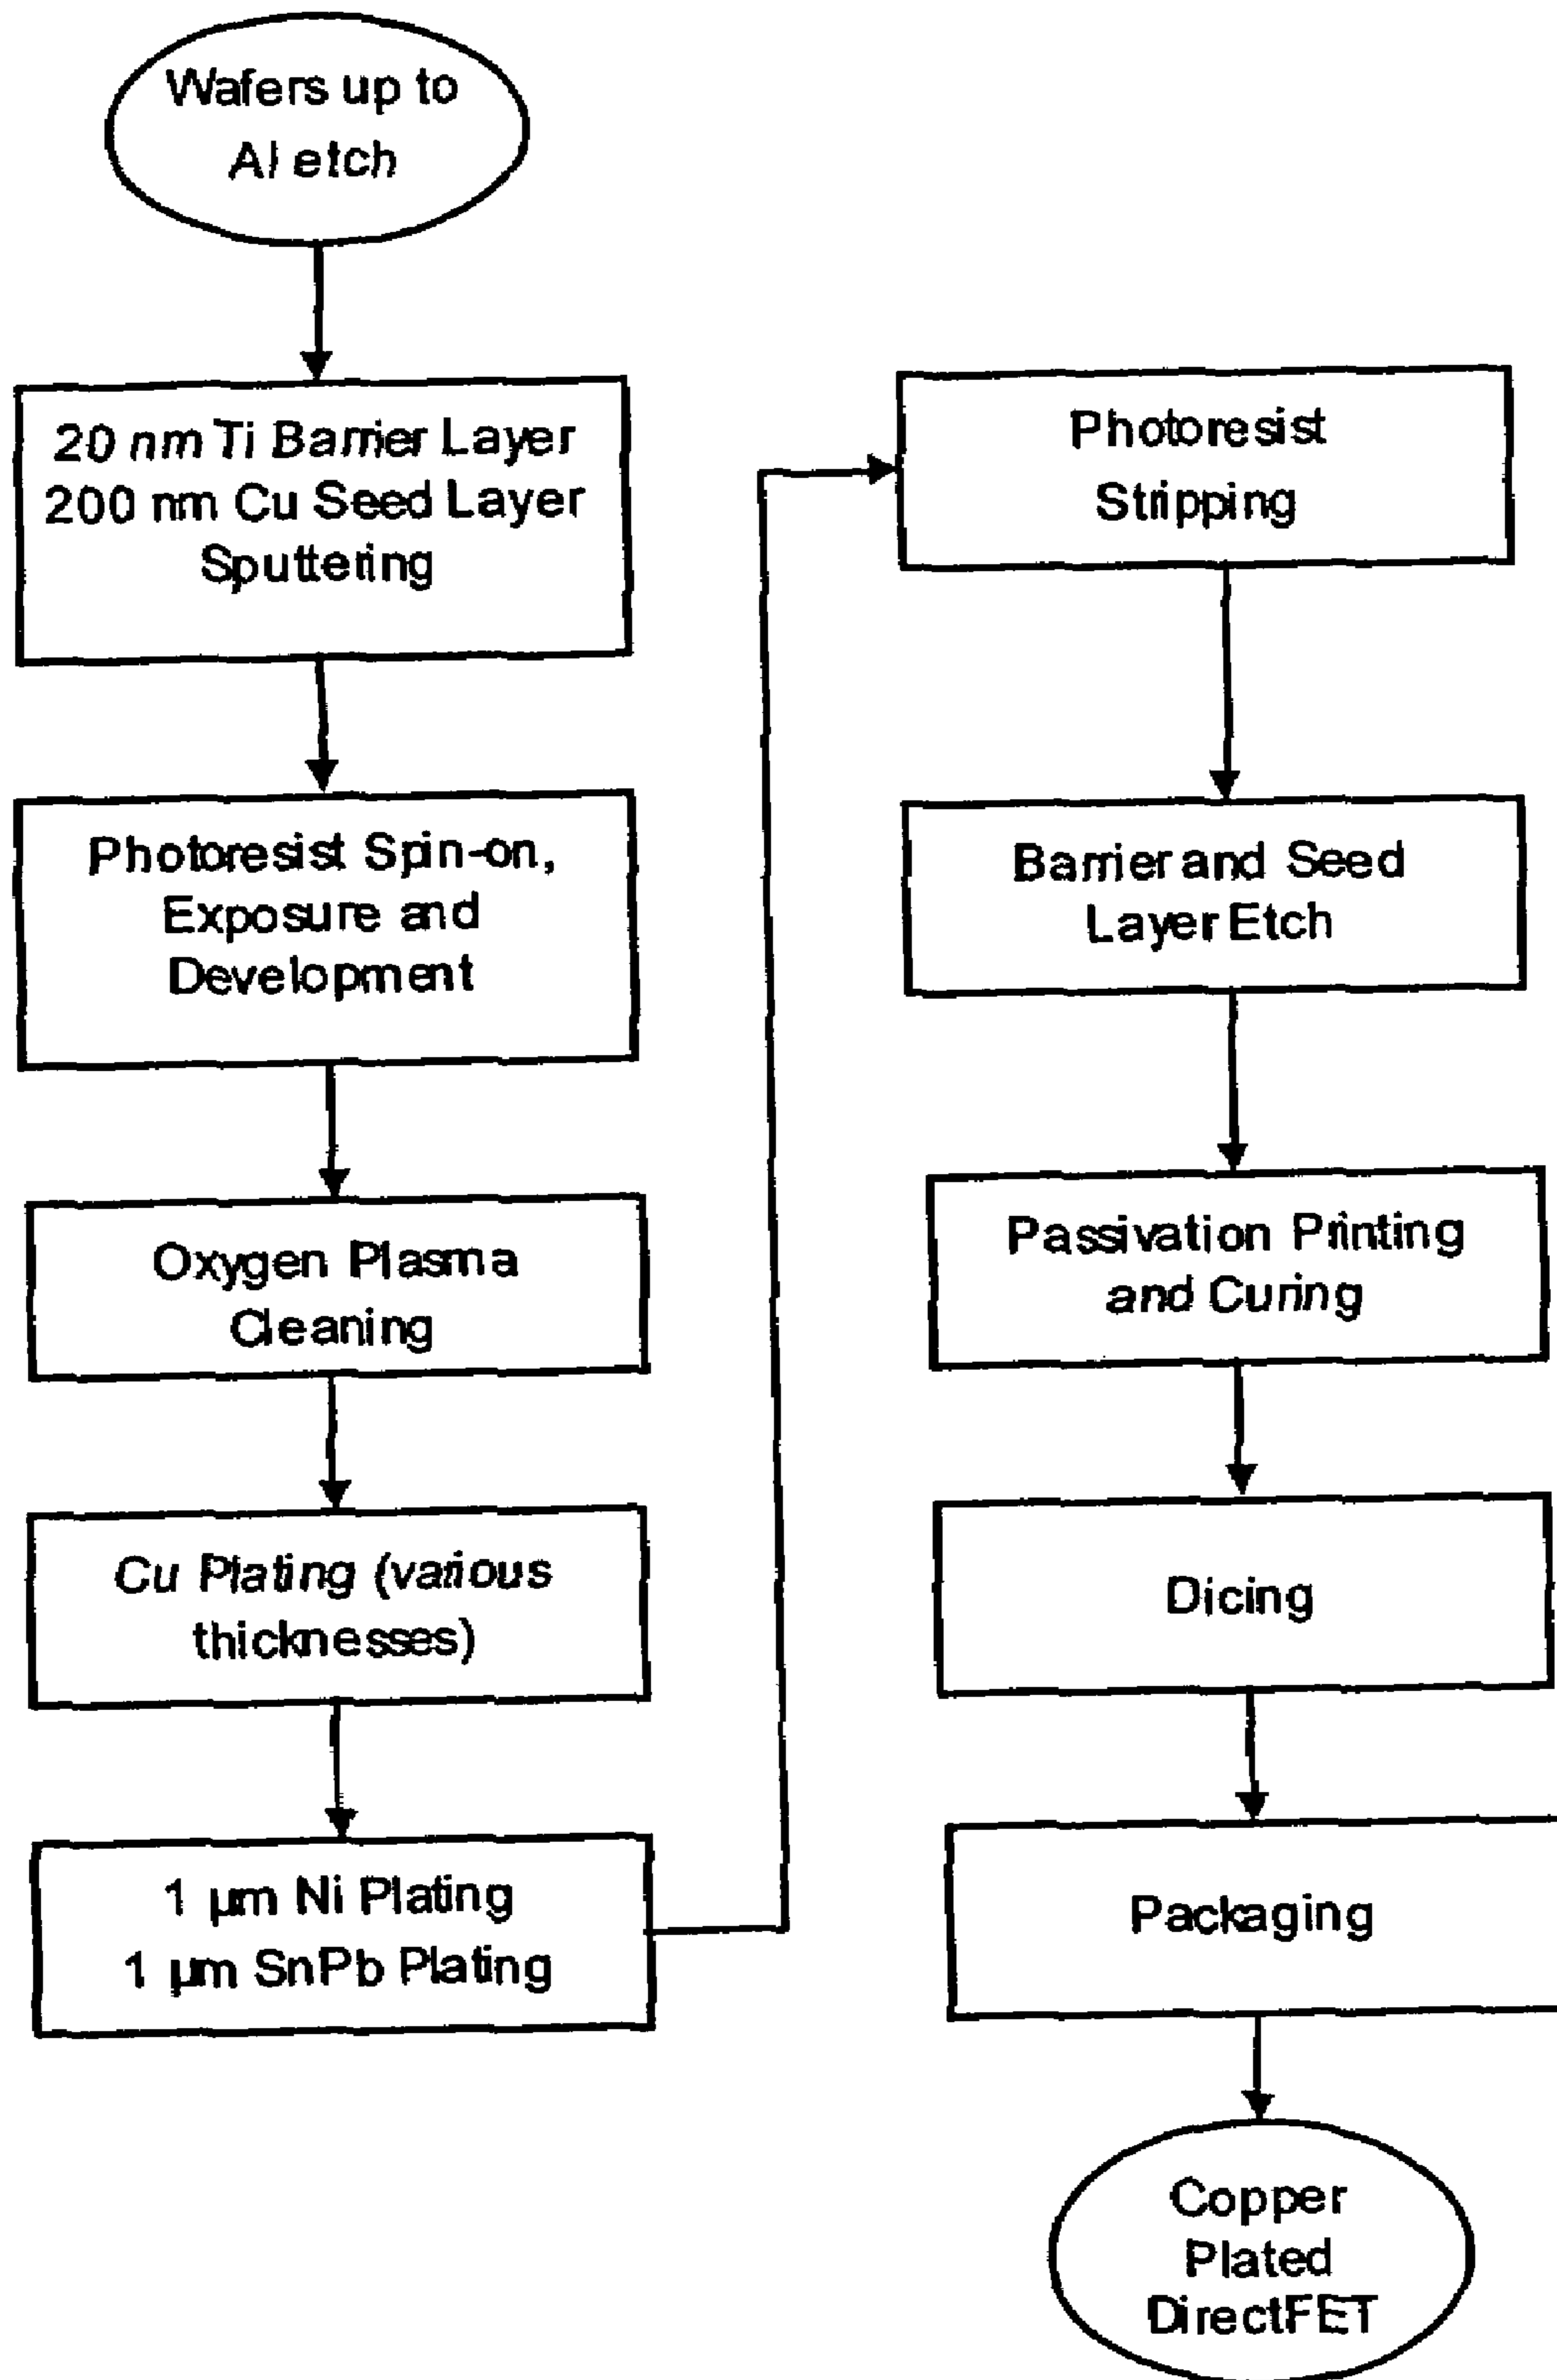 Wafers up to
Al etch
20 nm Ti Barrier Layer
200 nm Cu Seed Layer
Sputtering
Photoresist Spin-on,
Exposure and
Development
Oxygen Plasma
Cleaning
Cu Plating (various
thicknesses)
1 µm Ni Plating
1 µm SnPb Plating
Photoresist
Stripping
Barrier and Seed
Layer Etch
Passivation Printing
and Curing
Dicing
Packaging
Copper
Plated
DirectFET